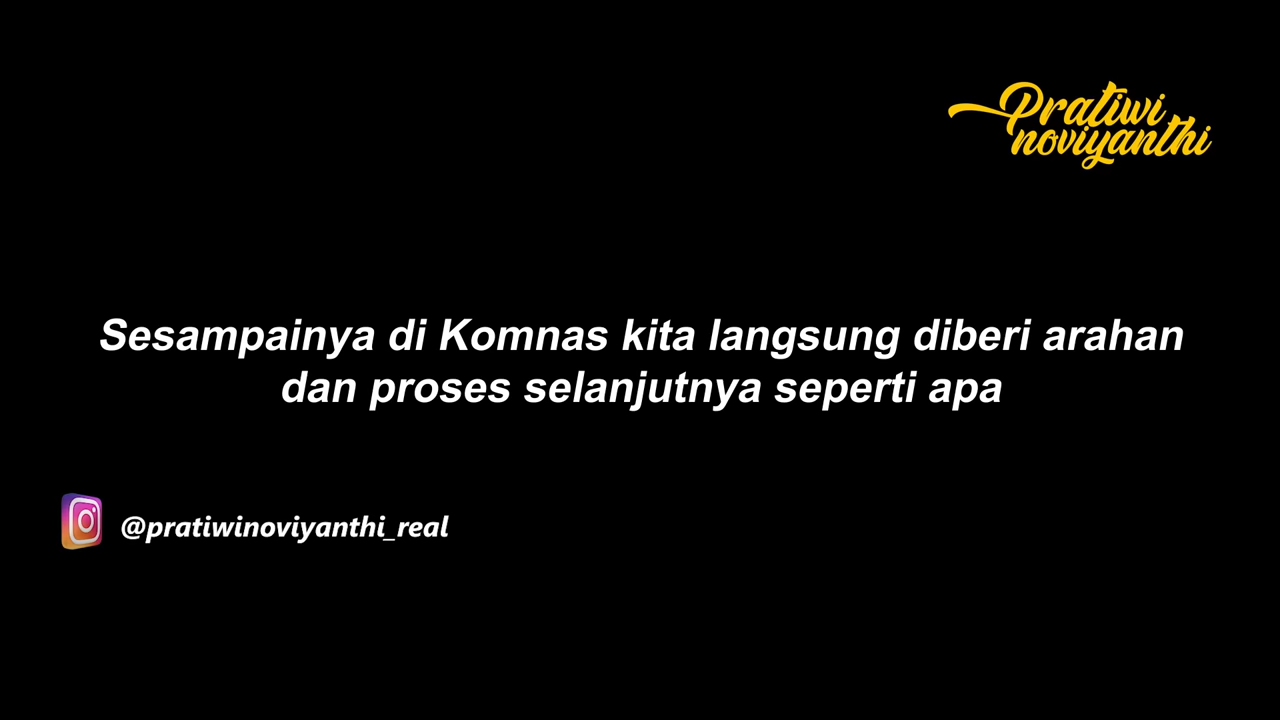 Pratiwi
noviyanthi
Sesampainya di Komnas kita langsung diberi arahan
dan proses selanjutnya seperti apa
@pratiwinoviyanthi_real